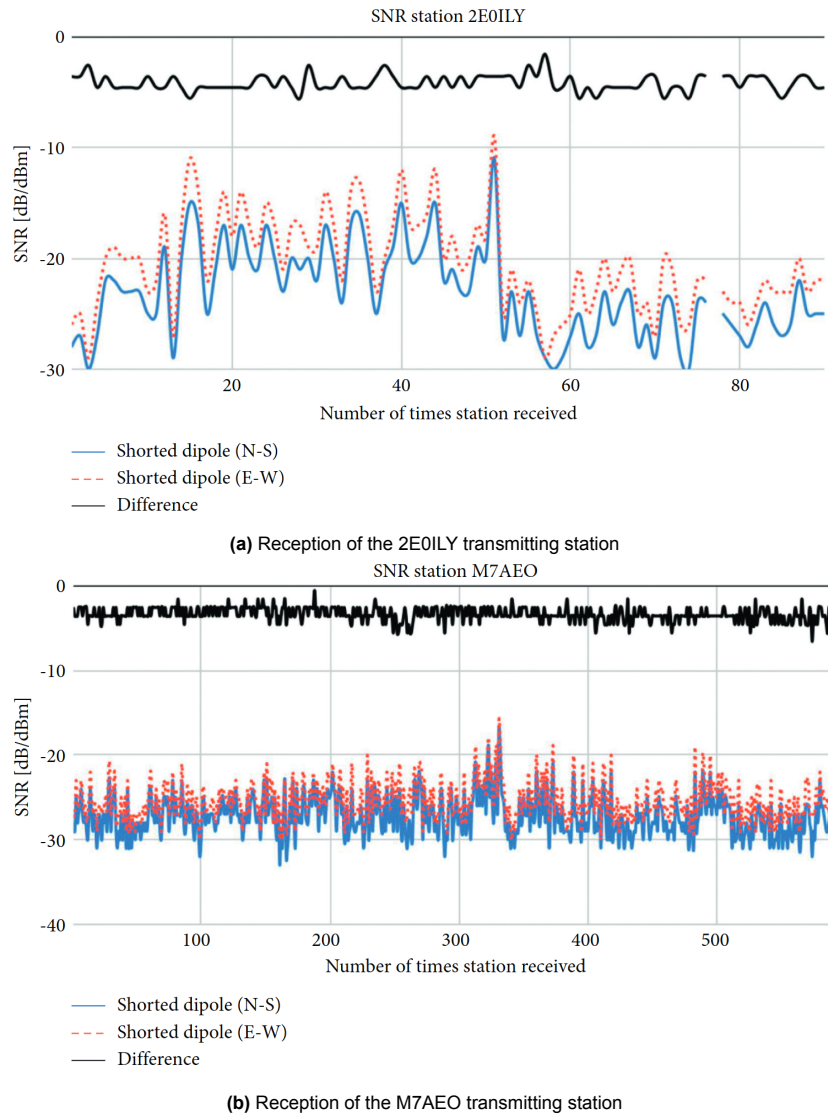 SNR station 2E0ILY
0
-10
-20
-30
SNR [dB/dBm]
20 40 60 80
Number of times station received
Shorted dipole (N-S)
Shorted dipole (E-W)
Difference
(a) Reception of the 2E0ILY transmitting station
SNR station M7AEO
0
-10
-20
-30
-40
SNR [dB/dBm]
100 200 300 400 500
Number of times station received
Shorted dipole (N-S)
Shorted dipole (E-W)
Difference
(b) Reception of the M7AEO transmitting station